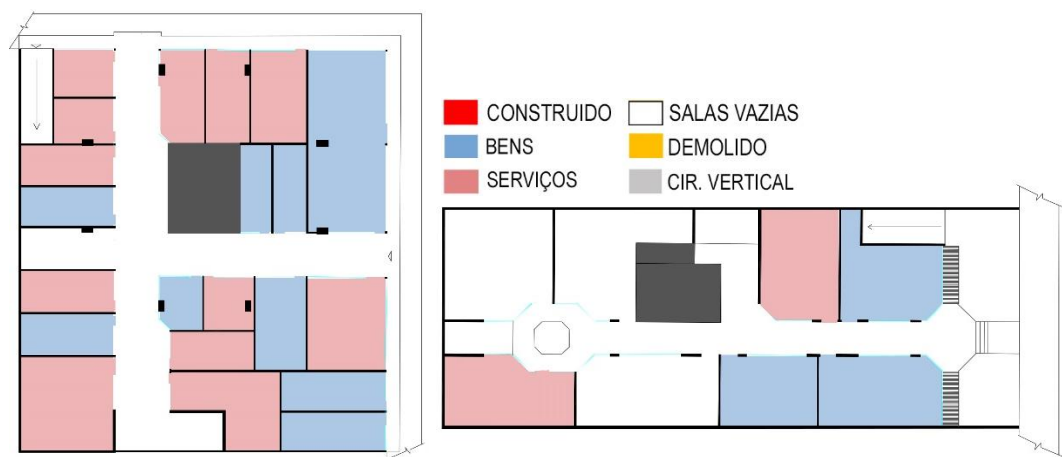 CONSTRUIDO
SALAS VAZIAS
BENS
DEMOLIDO
SERVIÇOS
CIR. VERTICAL